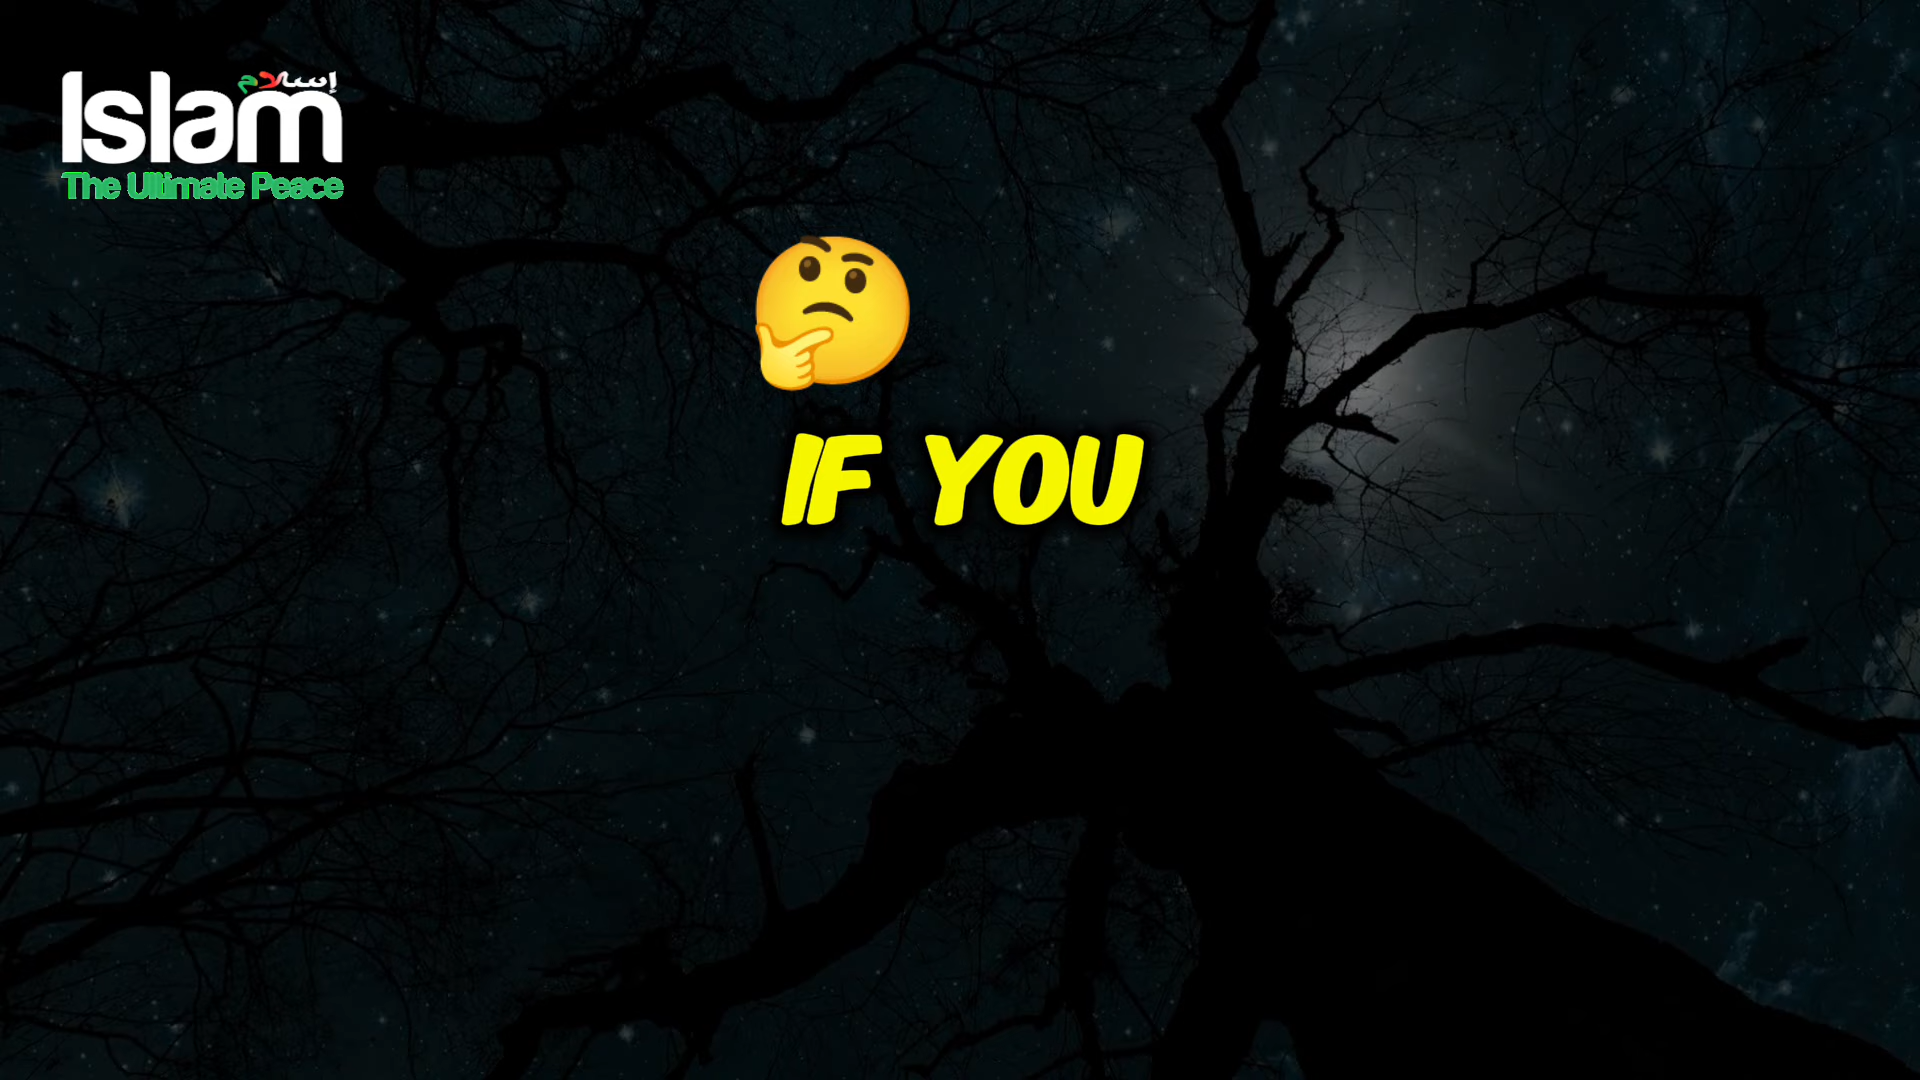 إسلام
Islam
The Ultimate Peace
IF YOU